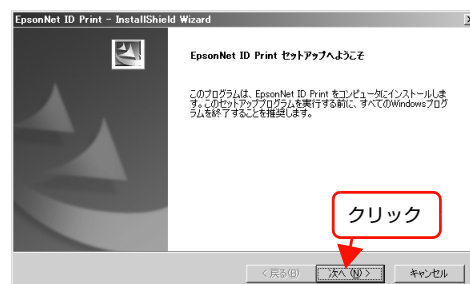 EpsonNet ID Print - InstallShield Wizard
EpsonNet ID Print セットアップへようこそ
このプログラムは、EpsonNet ID Print をコンピュータにインストールしま
す。このセットアッププログラムを実行する前に、すべてのWindowsプログ
ラムを終了することを推奨します。
クリック
< 戻る(B)
次へ (N) >
キャンセル